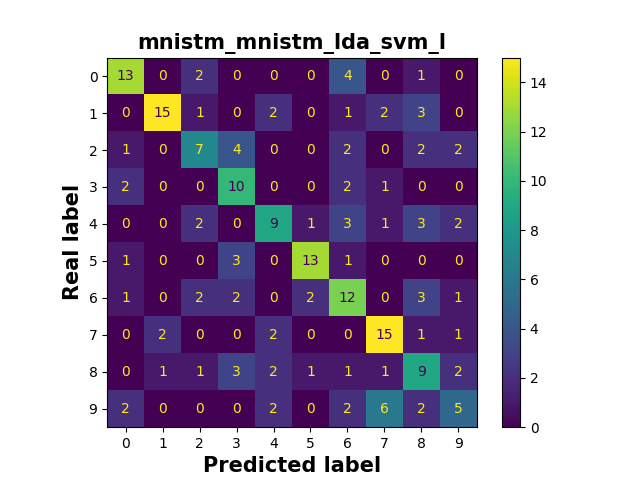 mnistm_mnistm_lda_svm_l
0 13 0 2 0 0 0 4 0 1 0
1 0 15 1 0 2 0 1 2 3 0
2 1 0 7 4 0 0 2 0 2 2
3 2 0 0 10 0 0 2 1 0 0
4 0 0 2 0 9 1 3 1 3 2
5 1 0 0 3 0 13 1 0 0 0
6 1 0 2 2 0 2 12 0 3 1
7 0 2 0 0 2 0 0 15 1 1
8 0 1 1 3 2 1 1 1 9 2
9 2 0 0 0 2 0 2 6 2 5
0 1 2 3 4 5 6 7 8 9
Predicted label
Real label
14
12
10
8
6
4
2
0